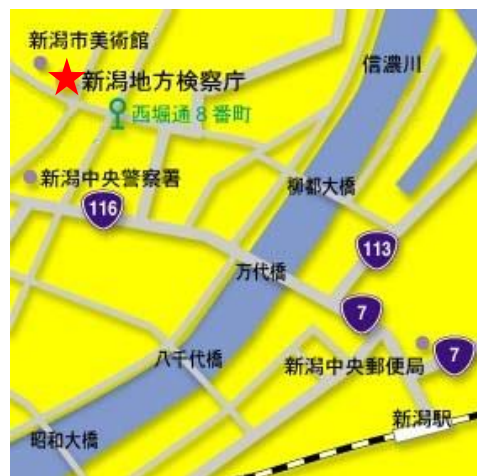 新潟市美術館
信濃川
新潟地方検察庁
西堀通8番町
新潟中央警察署
柳都大橋
116
113
万代橋
7
八千代橋
新潟中央郵便局
7
新潟駅
昭和大橋